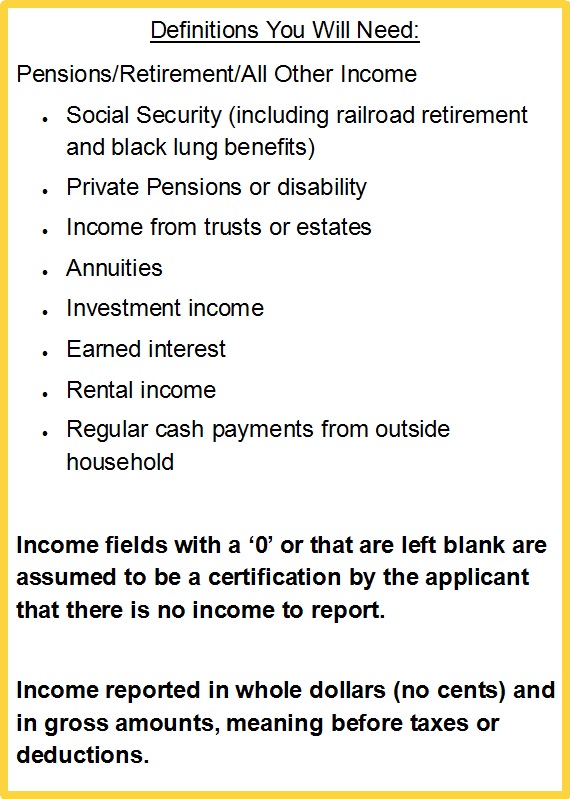 Definitions You Will Need:
Pensions/Retirement/All Other Income
• Social Security (including railroad retirement
and black lung benefits)
• Private Pensions or disability
• Income from trusts or estates
• Annuities
• Investment income
• Earned interest
• Rental income
• Regular cash payments from outside
household
Income fields with a ‘0’ or that are left blank are
assumed to be a certification by the applicant
that there is no income to report.
Income reported in whole dollars (no cents) and
in gross amounts, meaning before taxes or
deductions.